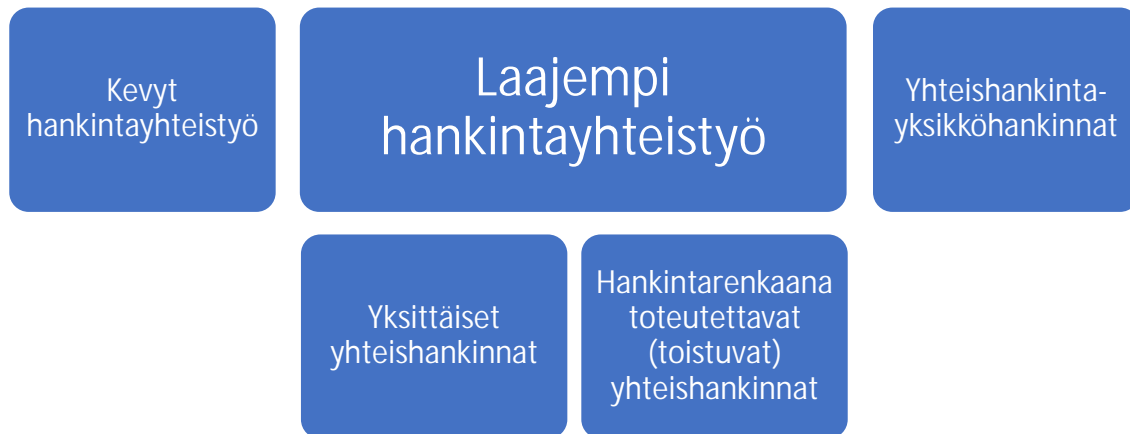 Kevyt
hankintayhteistyö
Laajempi
hankintayhteistyö
Yhteishankinta-
yksikköhankinnat
Yksittäiset
yhteishankinnat
Hankintarenkaana
toteutettavat
(toistuvat)
yhteishankinnat